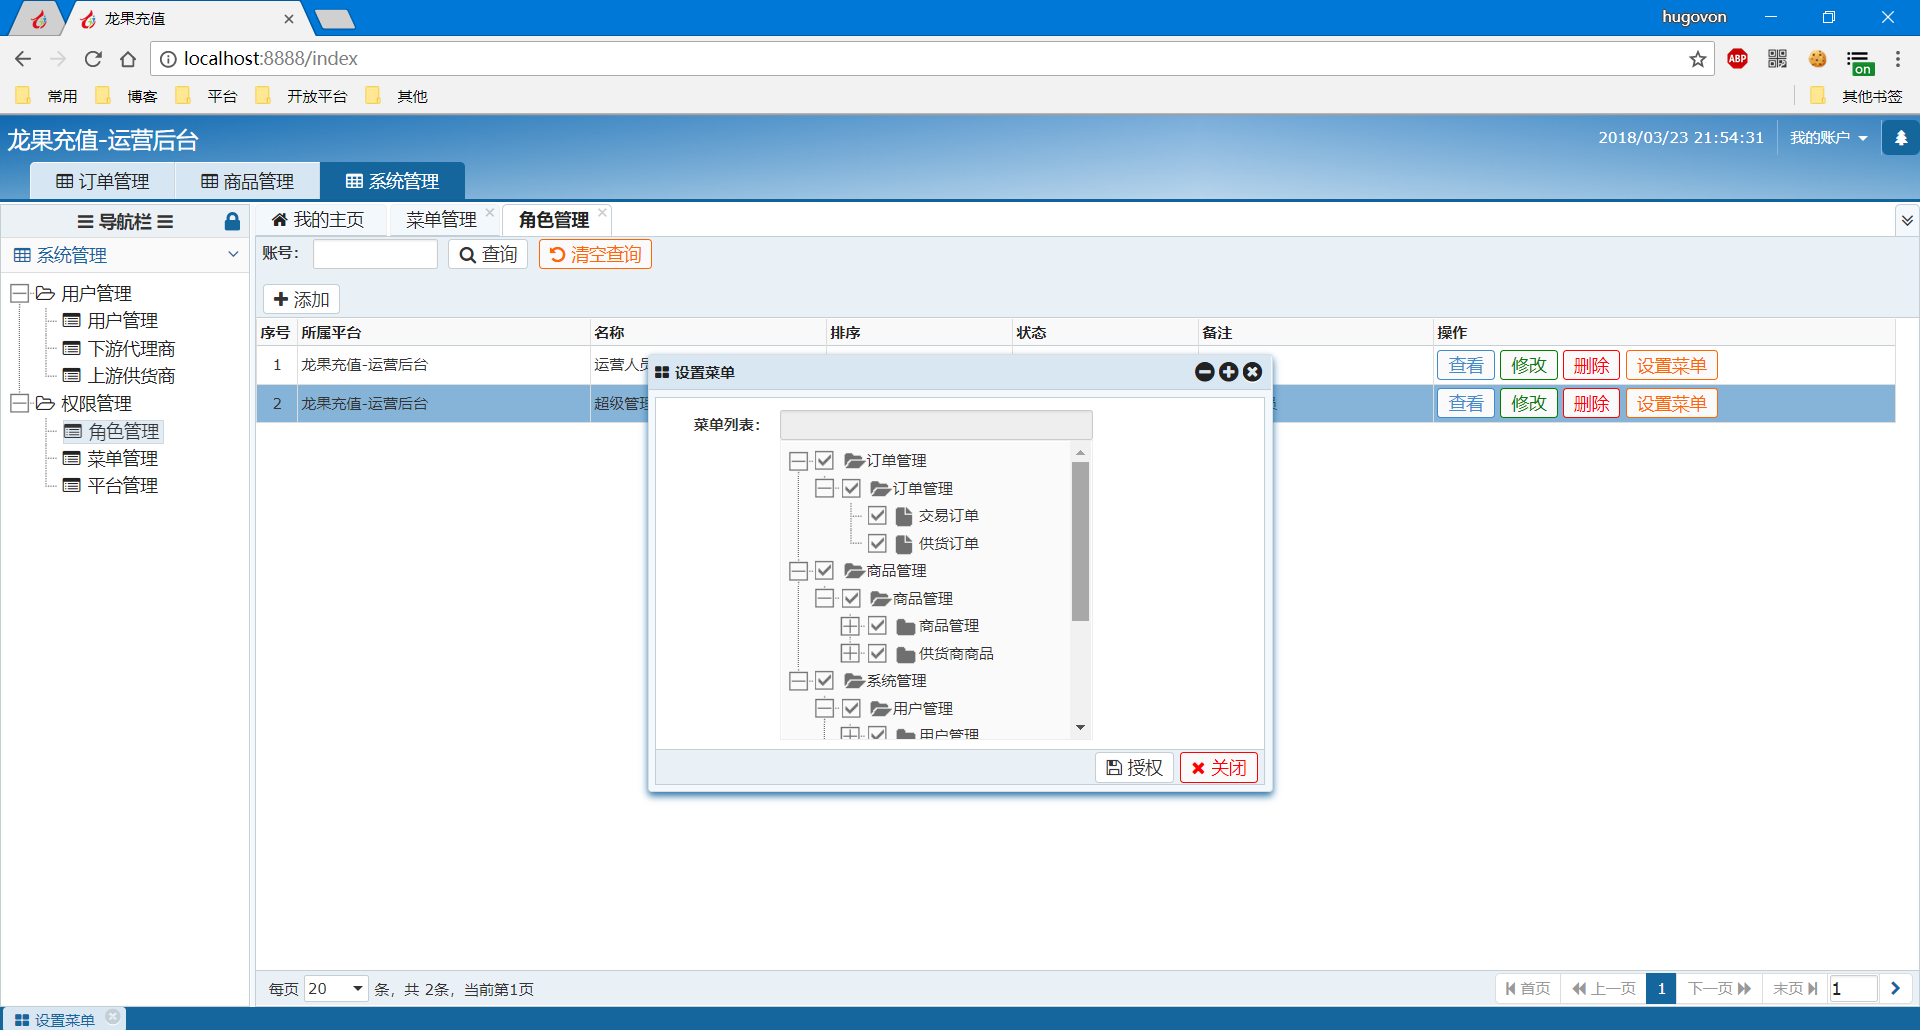 龙果充值
hugovon
localhost:8888/index
ABP
on
常用 博客 平台 开放平台 其他 其他书签
龙果充值-运营后台
2018/03/23 21:54:31 我的账户
订单管理 商品管理 系统管理
导航栏
我的主页 菜单管理 角色管理
系统管理
账号： 查询 清空查询
添加
用户管理
用户管理
下游代理商
上游供货商
权限管理
角色管理
菜单管理
平台管理
序号 所属平台 名称 排序 状态 备注 操作
1 龙果充值-运营后台 运营人员 查看 修改 删除 设置菜单
2 龙果充值-运营后台 超级管理 查看 修改 删除 设置菜单
设置菜单
菜单列表：
订单管理
订单管理
交易订单
供货订单
商品管理
商品管理
商品管理
供货商商品
系统管理
用户管理
用户管理
授权 关闭
每页 20 条，共 2条，当前第1页
首页 上一页 1 下一页 末页 1
设置菜单